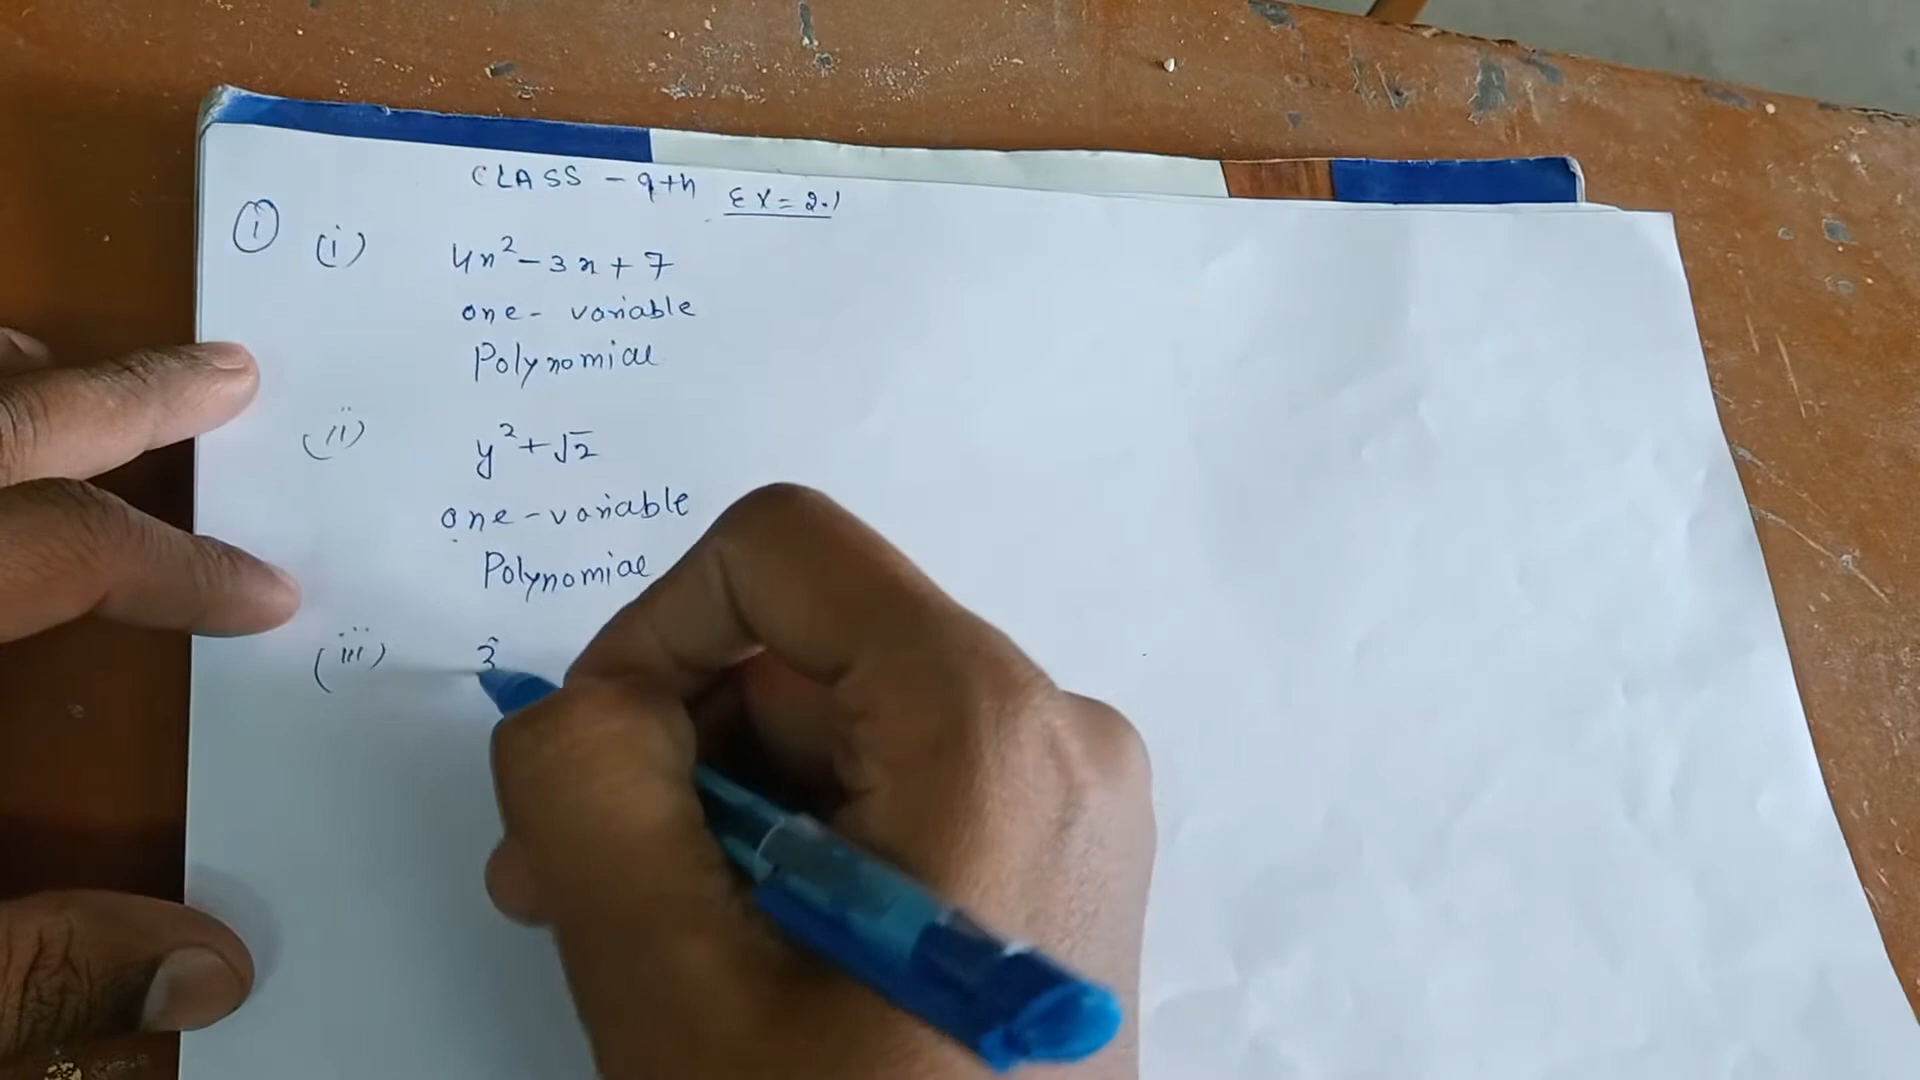 CLASS - 9th Ex = 2.1
① (i) 4x² - 3x + 7
one - variable
Polynomial
(ii) y² + √2
one - variable
Polynomial
(iii) 3